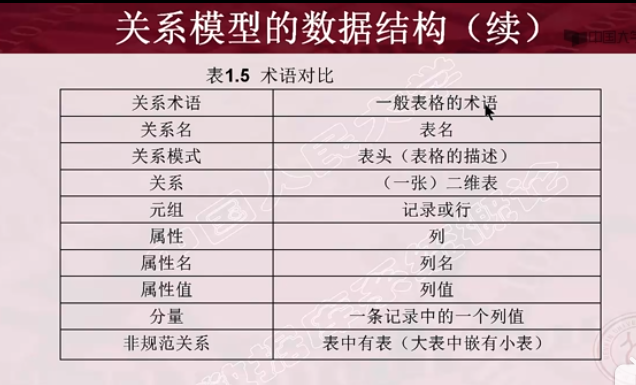 关系模型的数据结构（续）
表1.5 术语对比
关系术语 一般表格的术语
关系名 表名
关系模式 表头（表格的描述）
关系 （一张）二维表
元组 记录或行
属性 列
属性名 列名
属性值 列值
分量 一条记录中的一个列值
非规范关系 表中有表（大表中嵌有小表）